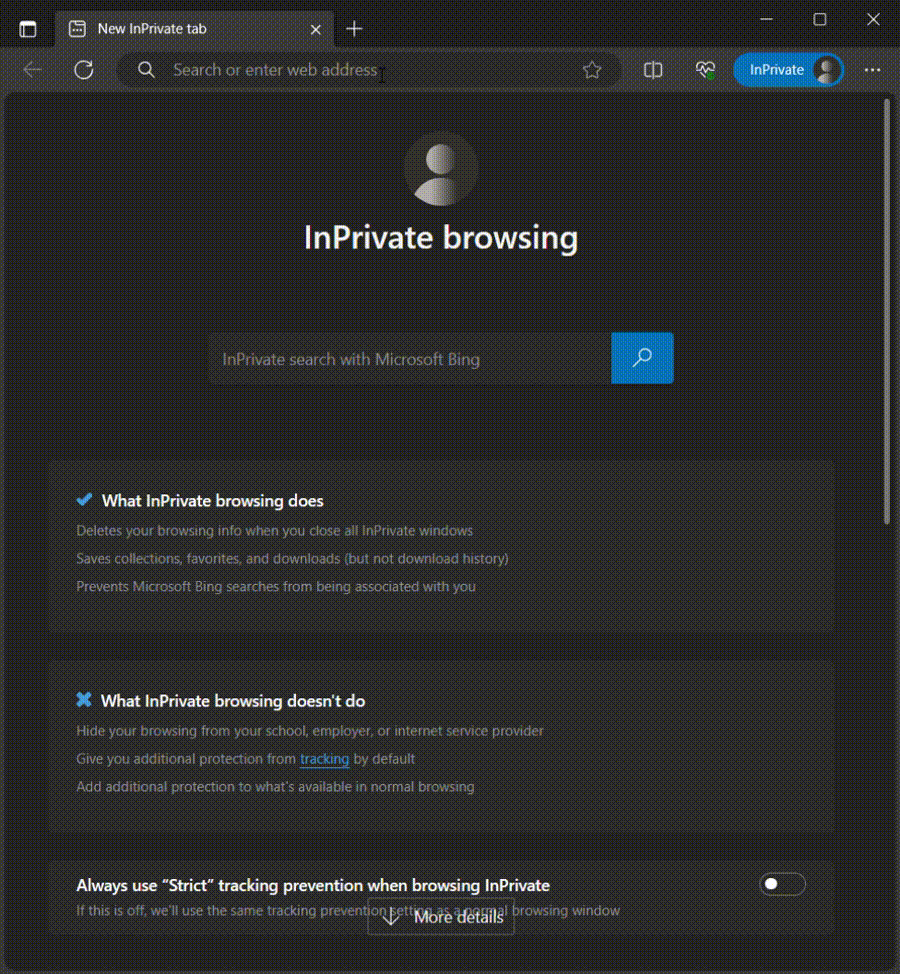 New InPrivate tab
Search or enter web address
InPrivate
InPrivate browsing
InPrivate search with Microsoft Bing
What InPrivate browsing does
Deletes your browsing info when you close all InPrivate windows
Saves collections, favorites, and downloads (but not download history)
Prevents Microsoft Bing searches from being associated with you
What InPrivate browsing doesn't do
Hide your browsing from your school, employer, or internet service provider
Give you additional protection from tracking by default
Add additional protection to what's available in normal browsing
Always use “Strict” tracking prevention when browsing InPrivate
If this is off, we'll use the same tracking prevention setting as a normal browsing window
More details